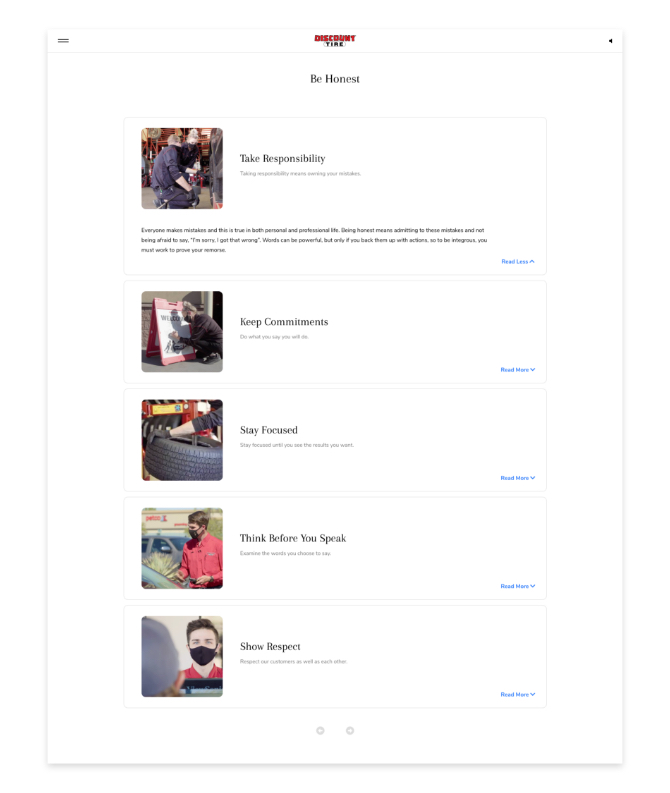 DISCOUNT
TIRE
Be Honest
Take Responsibility
Taking responsibility means owning your mistakes.
Everyone makes mistakes and this is true in both personal and professional life. Being honest means admitting to these mistakes and not
being afraid to say, "I'm sorry, I got that wrong". Words can be powerful, but only if you back them up with actions, so to be integrous, you
must work to prove your remorse.
Read Less
WELCOME
Keep Commitments
Do what you say you will do.
Read More
Stay Focused
Stay focused until you see the results you want.
Read More
Think Before You Speak
Examine the words you choose to say.
Read More
Show Respect
Respect our customers as well as each other.
Read More